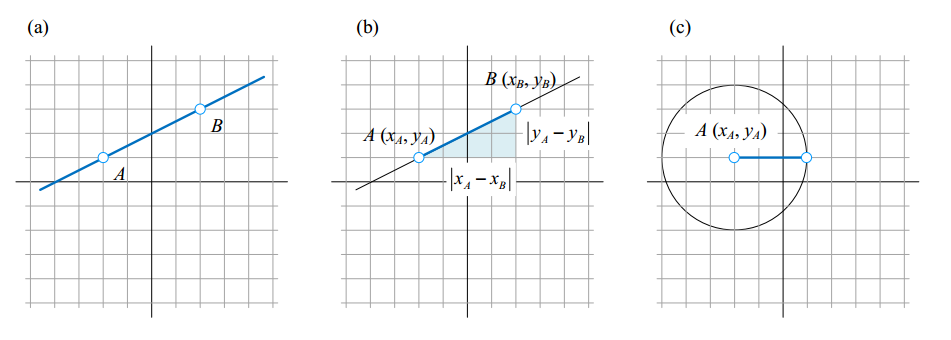 (a)
(b)
(c)
B
A
B (x_B, y_B)
A (x_A, y_A)
|y_A − y_B|
|x_A − x_B|
A (x_A, y_A)